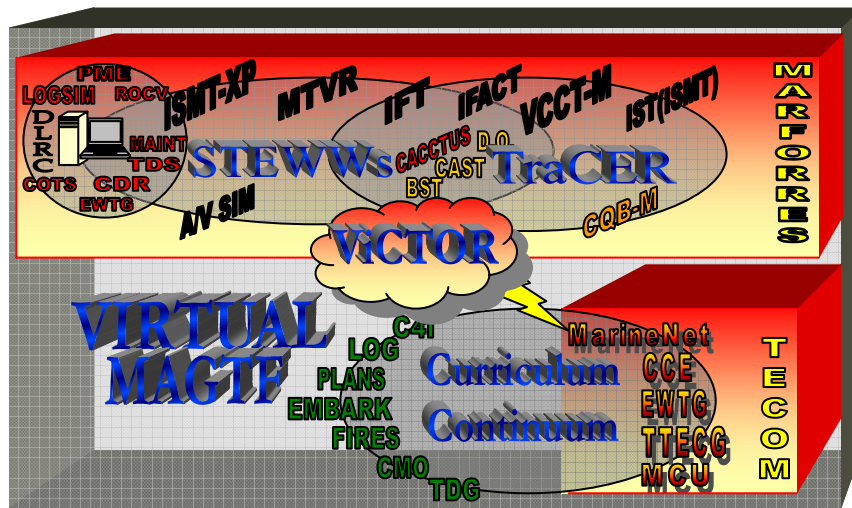 PME
LOGSIM
ROCV
DLRC
MAINT
TDS
COTS
CDR
EWTG
ISMT-XP
MTVR
IFT
IFACT
VCCT-M
IST(ISMT)
STEWWs
CACCTUS
CAST
BST
TraCER
A/V SIM
CQB-M
MARFORRES
ViCTOR
VIRTUAL
MAGTF
C4I
LOG
PLANS
EMBARK
FIRES
CMO
TDG
Curriculum
Continuum
MarineNet
CCE
EWTG
TTECG
MCU
TECOM